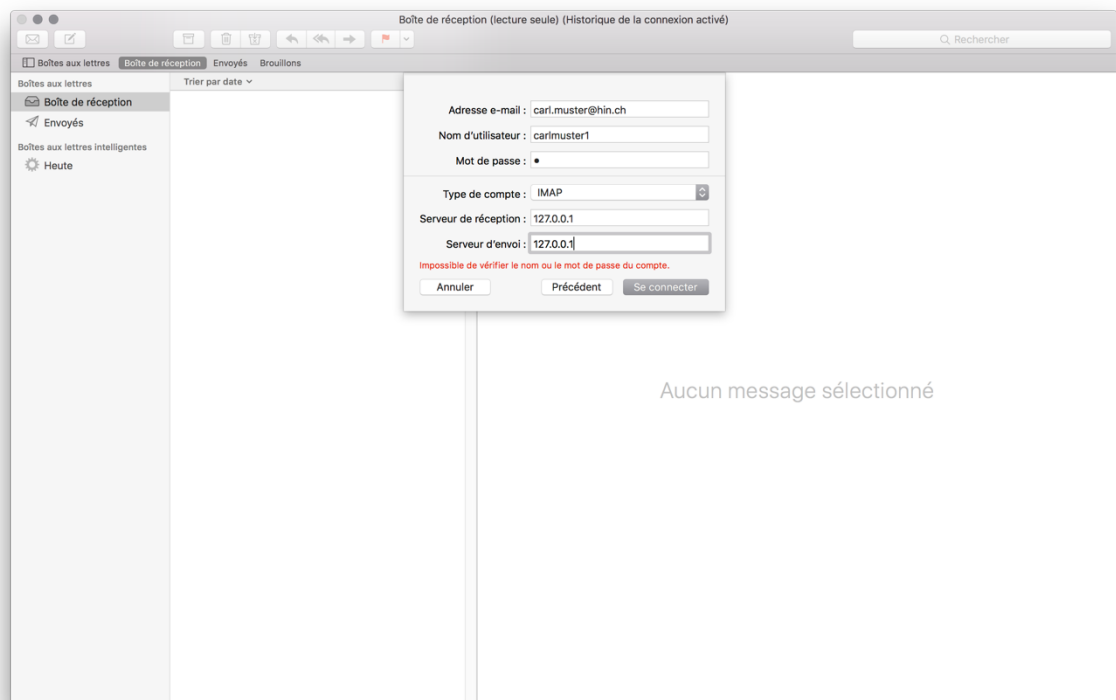 Boîte de réception (lecture seule) (Historique de la connexion activé)
Rechercher
Boîtes aux lettres Boîte de réception Envoyés Brouillons
Boîtes aux lettres
Boîte de réception
Envoyés
Boîtes aux lettres intelligentes
Heute
Trier par date
Adresse e-mail : carl.muster@hin.ch
Nom d'utilisateur : carlmuster1
Mot de passe : •
Type de compte : IMAP
Serveur de réception : 127.0.0.1
Serveur d'envoi : 127.0.0.1
Impossible de vérifier le nom ou le mot de passe du compte.
Annuler Précédent Se connecter
Aucun message sélectionné